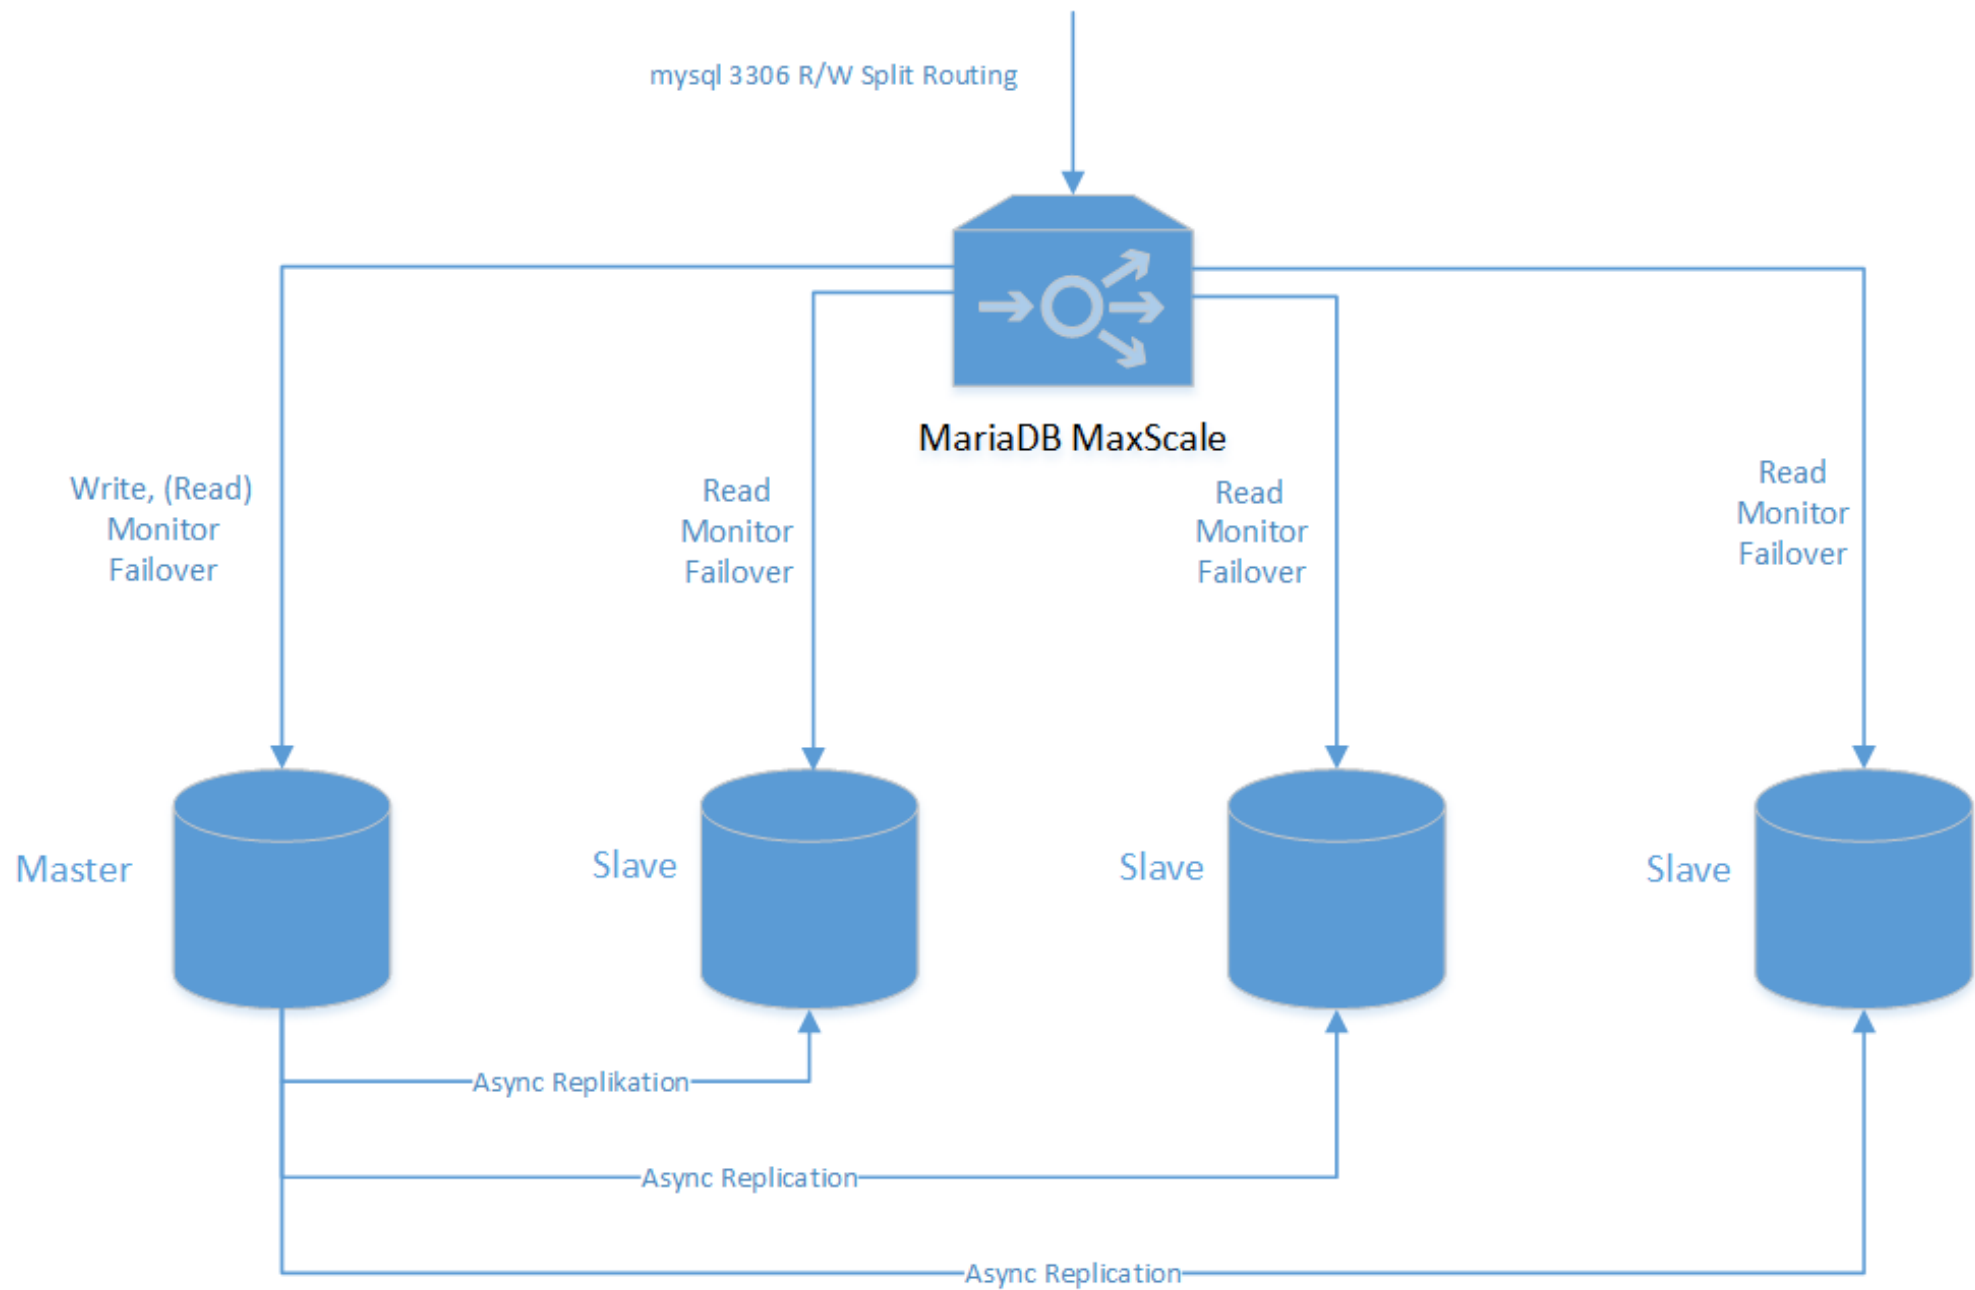 mysql 3306 R/W Split Routing
MariaDB MaxScale
Write, (Read)
Monitor
Failover
Read
Monitor
Failover
Read
Monitor
Failover
Read
Monitor
Failover
Master
Slave
Slave
Slave
Async Replikation
Async Replication
Async Replication